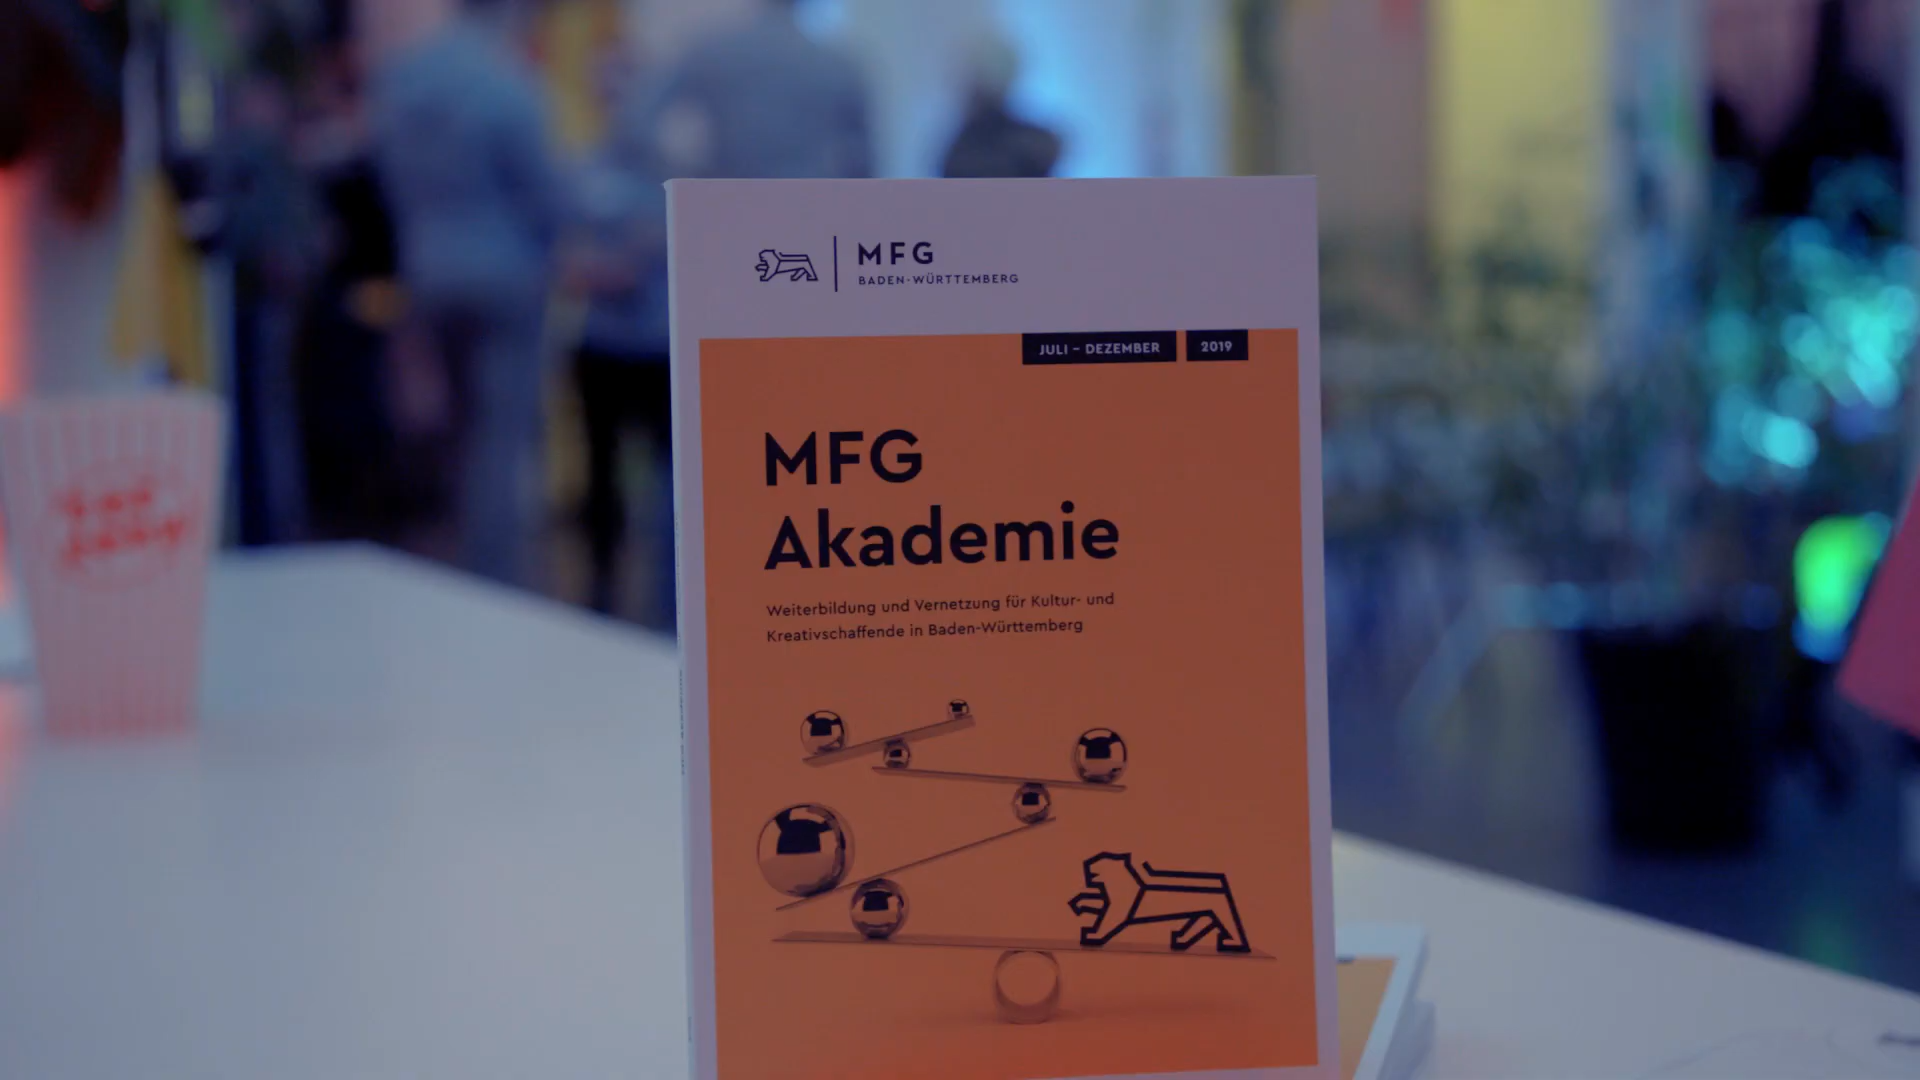 MFG
BADEN-WÜRTTEMBERG
JULI – DEZEMBER 2019
MFG
Akademie
Weiterbildung und Vernetzung für Kultur- und
Kreativschaffende in Baden-Württemberg